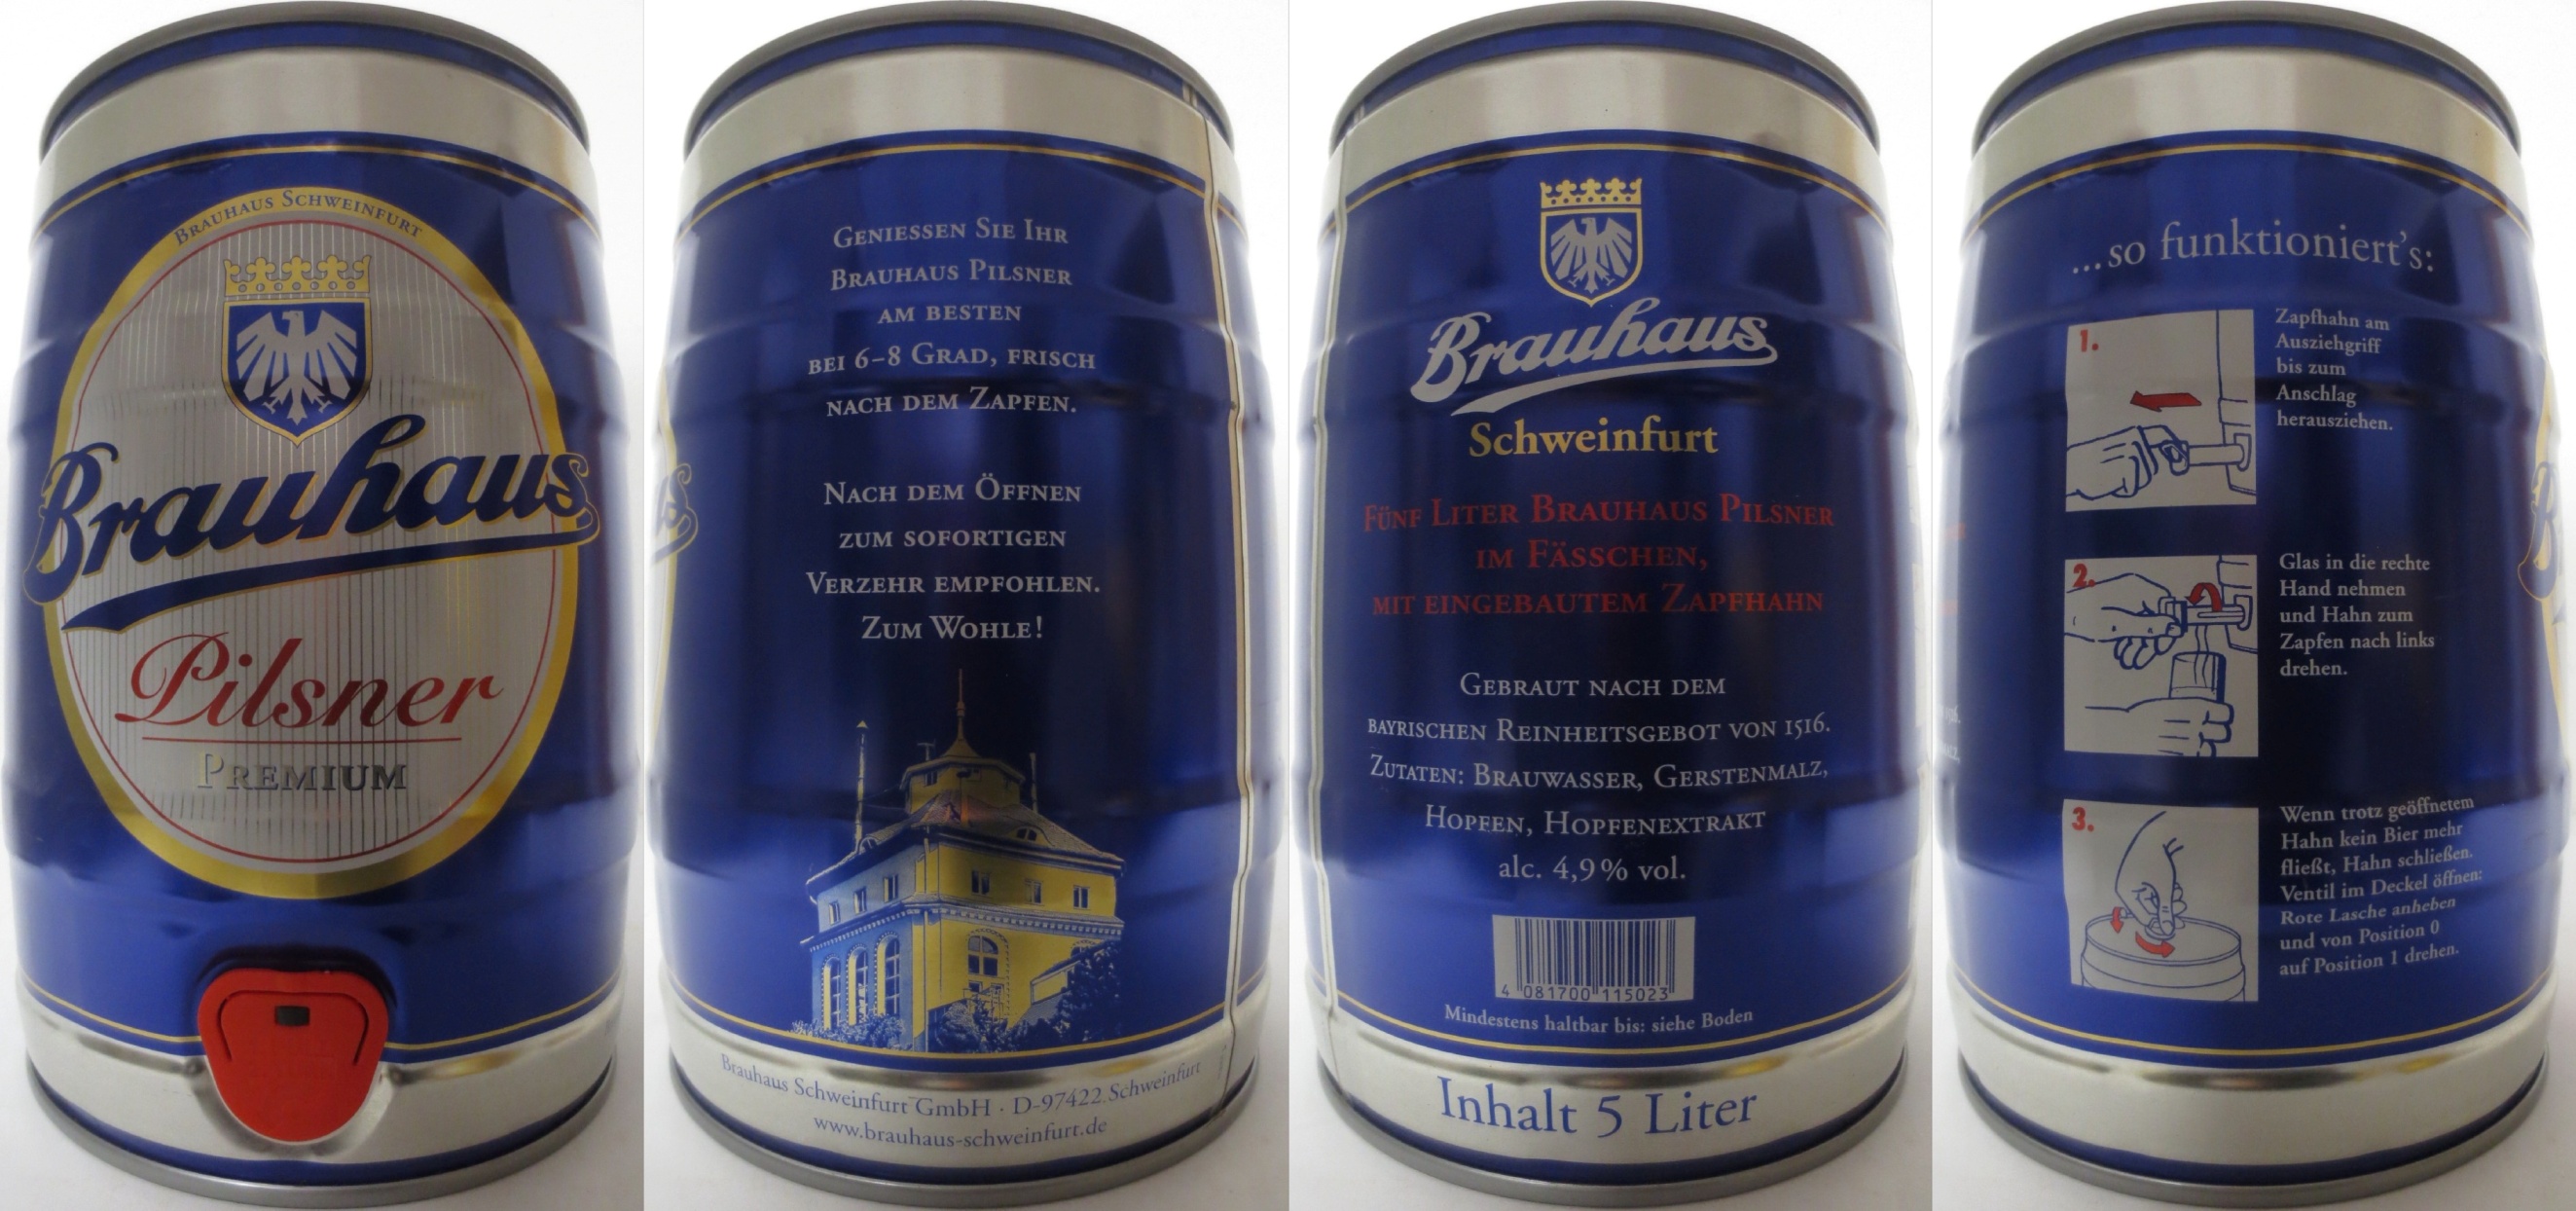 BRAUHAUS SCHWEINFURT
Brauhaus
Pilsner
PREMIUM
GENIESSEN SIE IHR
BRAUHAUS PILSNER
AM BESTEN
BEI 6–8 GRAD, FRISCH
NACH DEM ZAPFEN.
NACH DEM ÖFFNEN
ZUM SOFORTIGEN
VERZEHR EMPFOHLEN.
ZUM WOHLE!
Brauhaus Schweinfurt GmbH · D-97422 Schweinfurt
www.brauhaus-schweinfurt.de
Brauhaus
Schweinfurt
FÜNF LITER BRAUHAUS PILSNER
IM FÄSSCHEN,
MIT EINGEBAUTEM ZAPFHAHN
GEBRAUT NACH DEM
BAYRISCHEN REINHEITSGEBOT VON 1516.
ZUTATEN: BRAUWASSER, GERSTENMALZ,
HOPFEN, HOPFENEXTRAKT
alc. 4,9% vol.
4 081700 115023
Mindestens haltbar bis: siehe Boden
Inhalt 5 Liter
...so funktioniert's:
1.
Zapfhahn am
Ausziehgriff
bis zum
Anschlag
herausziehen.
2.
Glas in die rechte
Hand nehmen
und Hahn zum
Zapfen nach links
drehen.
3.
Wenn trotz geöffnetem
Hahn kein Bier mehr
fließt, Hahn schließen.
Ventil im Deckel öffnen:
Rote Lasche anheben
und von Position 0
auf Position 1 drehen.